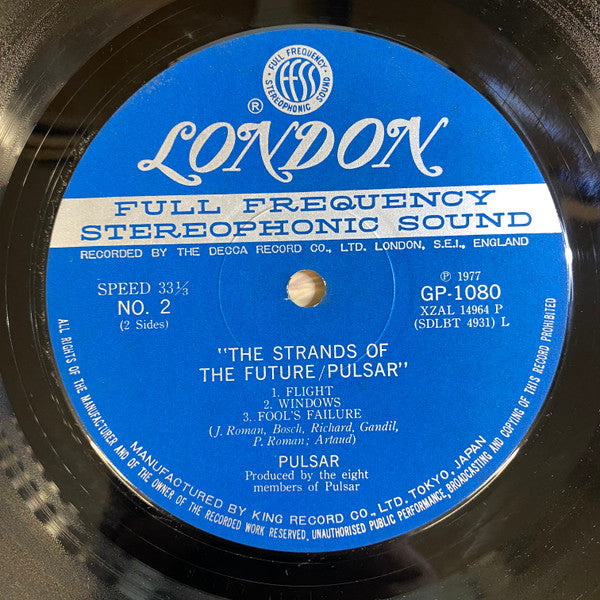 FULL FREQUENCY
ffss
STEREOPHONIC SOUND
®
LONDON
FULL FREQUENCY
STEREOPHONIC SOUND
RECORDED BY THE DECCA RECORD CO., LTD. LONDON, S.E.I., ENGLAND
SPEED 33⅓
NO. 2
(2 Sides)
Ⓟ 1977
GP-1080
XZAL 14964 P
(SDLBT 4931) L
"THE STRANDS OF
THE FUTURE/PULSAR"
1. FLIGHT
2. WINDOWS
3. FOOL'S FAILURE
(J. Roman, Bosch, Richard, Gandil,
P. Roman; Artaud)
PULSAR
Produced by the eight
members of Pulsar
MANUFACTURED BY KING RECORD CO., LTD. TOKYO, JAPAN
ALL RIGHTS OF THE MANUFACTURER AND OF THE OWNER OF THE RECORDED WORK RESERVED. UNAUTHORISED PUBLIC PERFORMANCE, BROADCASTING AND COPYING OF THIS RECORD PROHIBITED